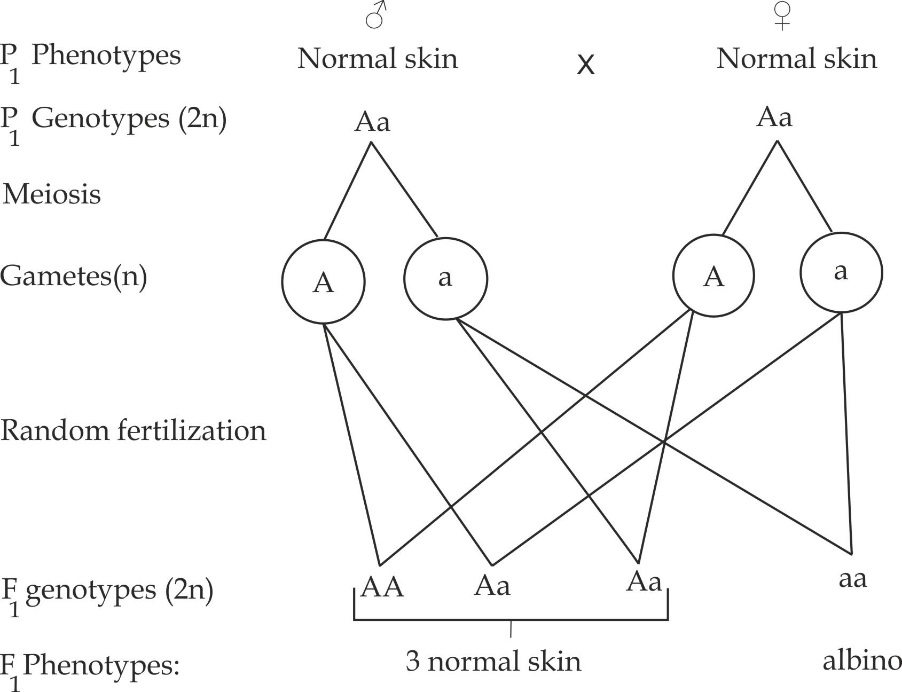 ♂ ♀
P1 Phenotypes Normal skin x Normal skin
P1 Genotypes (2n) Aa Aa
Meiosis
Gametes(n) A a A a
Random fertilization
F1 genotypes (2n) AA Aa Aa aa
F1 Phenotypes: 3 normal skin albino